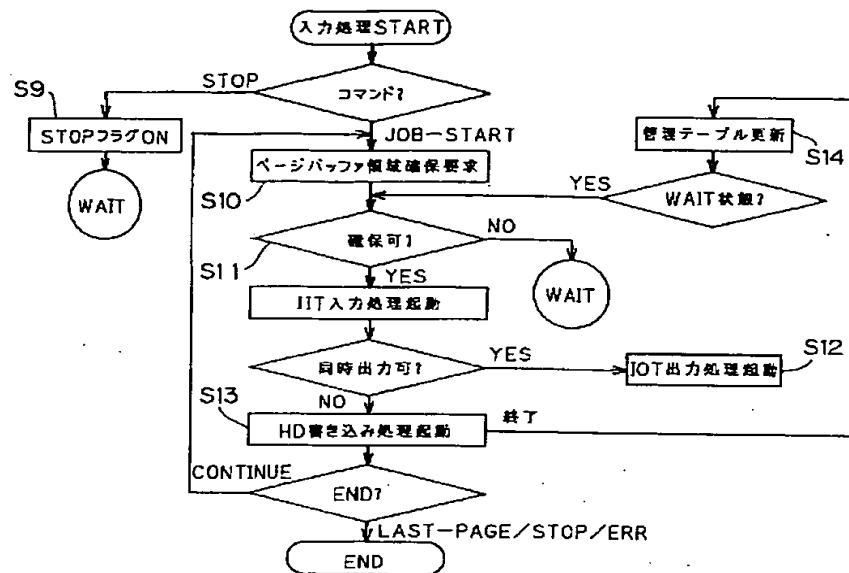 入力処理START
STOP
コマンド?
S9
STOPフラグON
JOB-START
管理テーブル更新
S14
ページバッファ領域確保要求
WAIT
S10
YES
WAIT状態?
確保可?
NO
S11
YES
WAIT
IIT入力処理起動
同時出力可?
YES
S12
IOT出力処理起動
S13
NO
HD書き込み処理起動
終了
CONTINUE
END?
LAST-PAGE/STOP/ERR
END